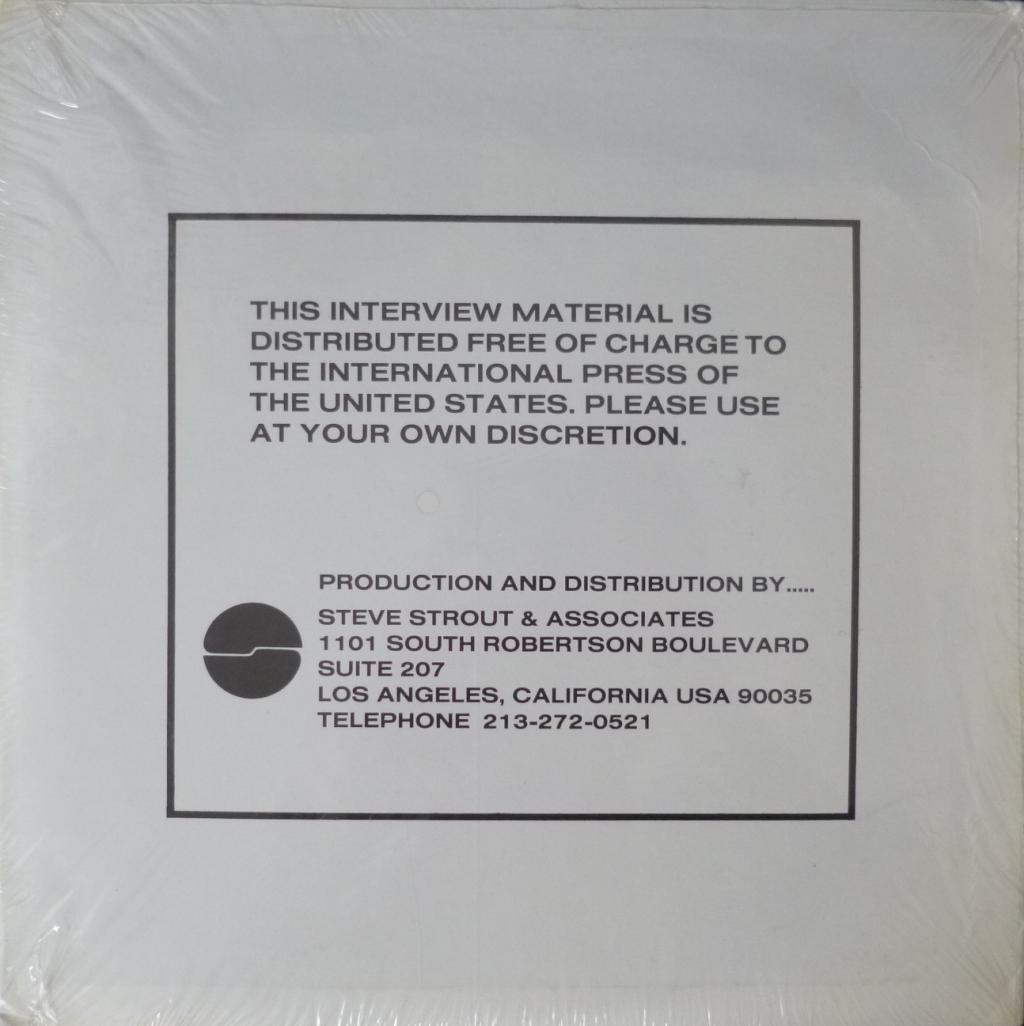 THIS INTERVIEW MATERIAL IS
DISTRIBUTED FREE OF CHARGE TO
THE INTERNATIONAL PRESS OF
THE UNITED STATES. PLEASE USE
AT YOUR OWN DISCRETION.
PRODUCTION AND DISTRIBUTION BY.....
STEVE STROUT & ASSOCIATES
1101 SOUTH ROBERTSON BOULEVARD
SUITE 207
LOS ANGELES, CALIFORNIA USA 90035
TELEPHONE 213-272-0521